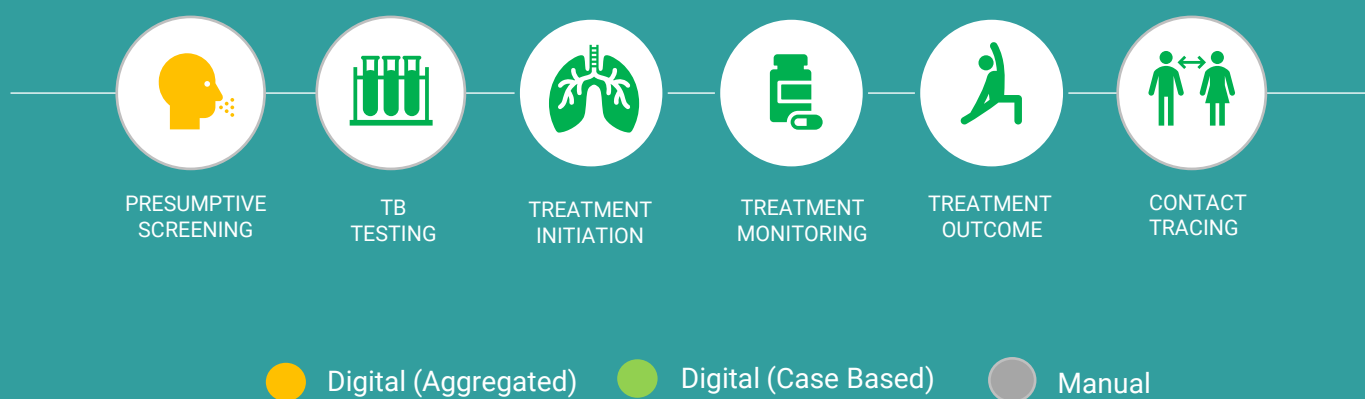 PRESUMPTIVE
SCREENING
TB
TESTING
TREATMENT
INITIATION
TREATMENT
MONITORING
TREATMENT
OUTCOME
CONTACT
TRACING
Digital (Aggregated)
Digital (Case Based)
Manual